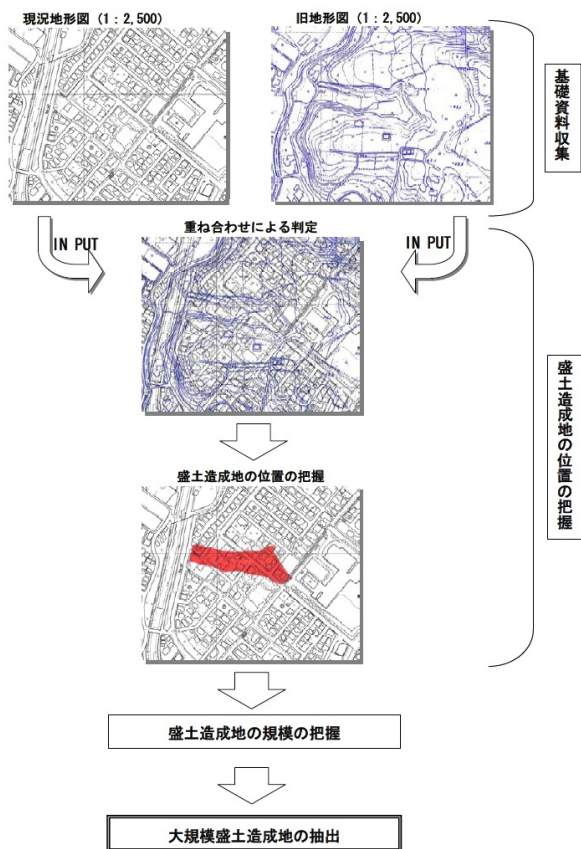 現況地形図（1：2,500）
旧地形図（1：2,500）
基礎資料収集
IN PUT
重ね合わせによる判定
IN PUT
盛土造成地の位置の把握
盛土造成地の位置の把握
盛土造成地の規模の把握
大規模盛土造成地の抽出